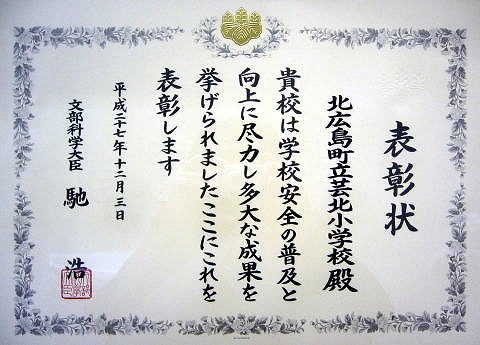 表彰状
北広島町立芸北小学校殿
貴校は学校安全の普及と
向上に尽力し多大な成果を
挙げられましたここにこれを
表彰します
平成二十七年十二月三日
文部科学大臣 馳 浩